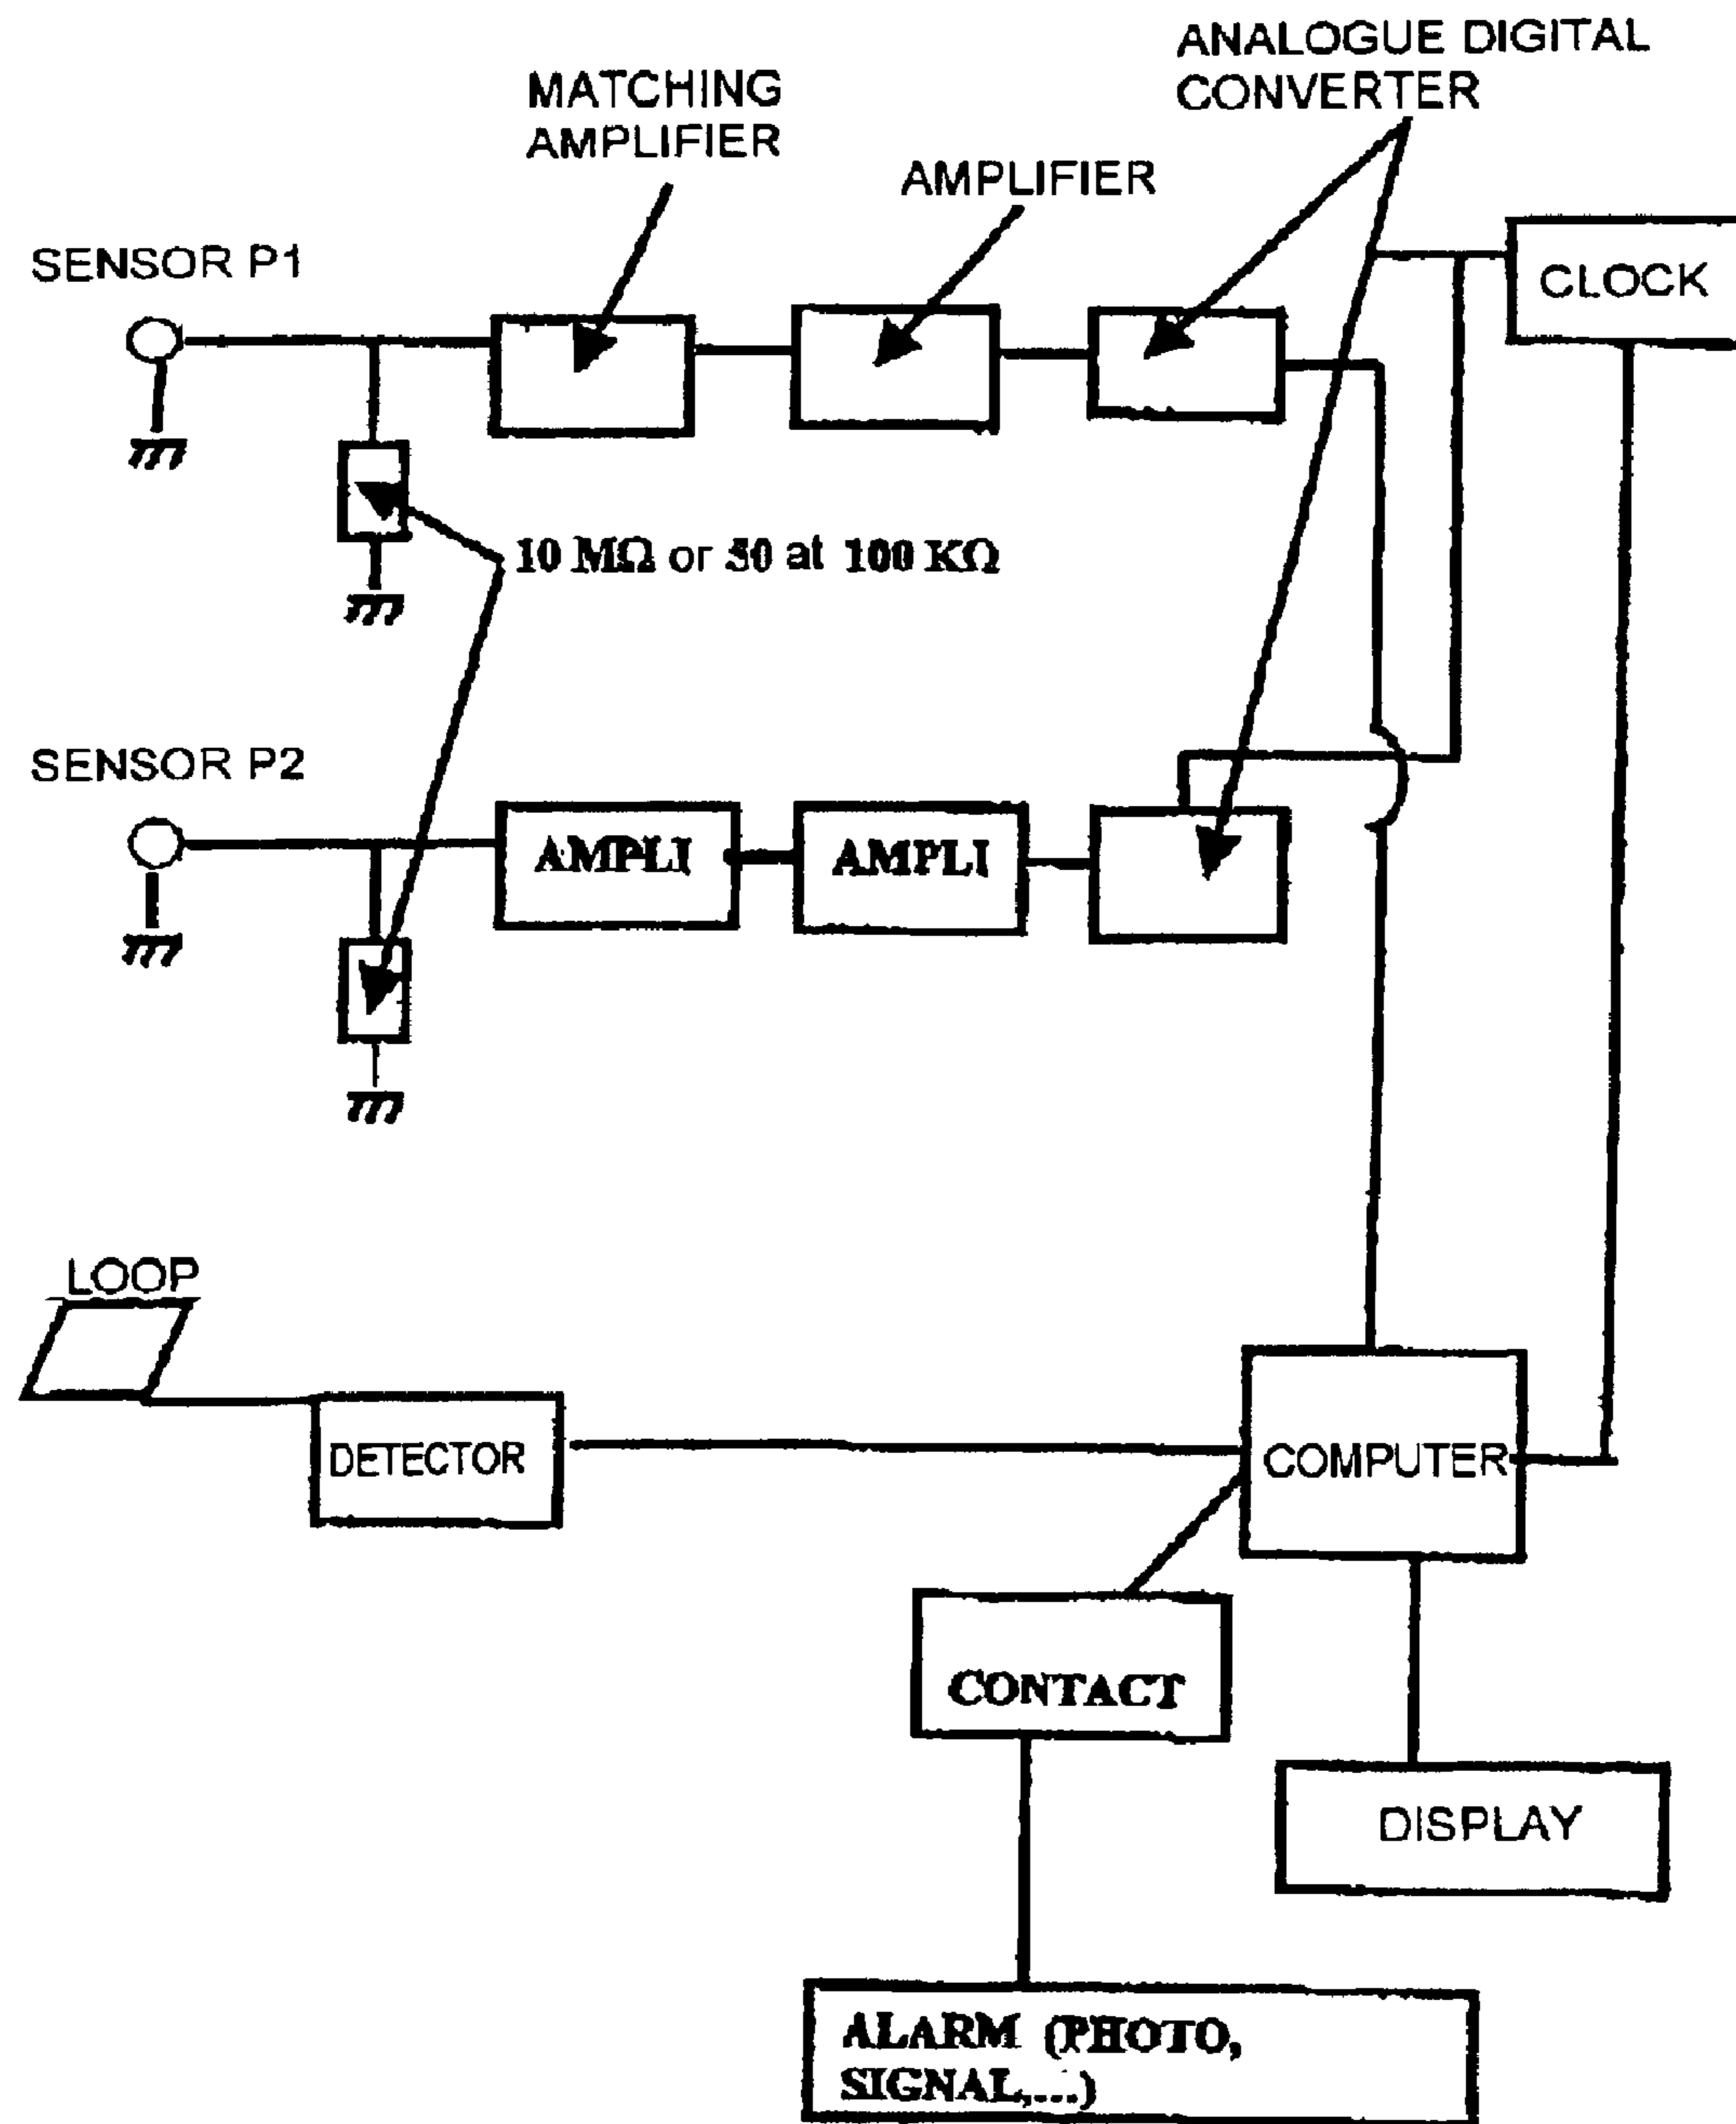 ANALOGUE DIGITAL
CONVERTER
MATCHING
AMPLIFIER
AMPLIFIER
SENSOR P1
CLOCK
10 MΩ or 50 at 100 KΩ
SENSOR P2
AMPLI
AMPLI
LOOP
DETECTOR
COMPUTER
CONTACT
DISPLAY
ALARM (PHOTO,
SIGNAL,...)